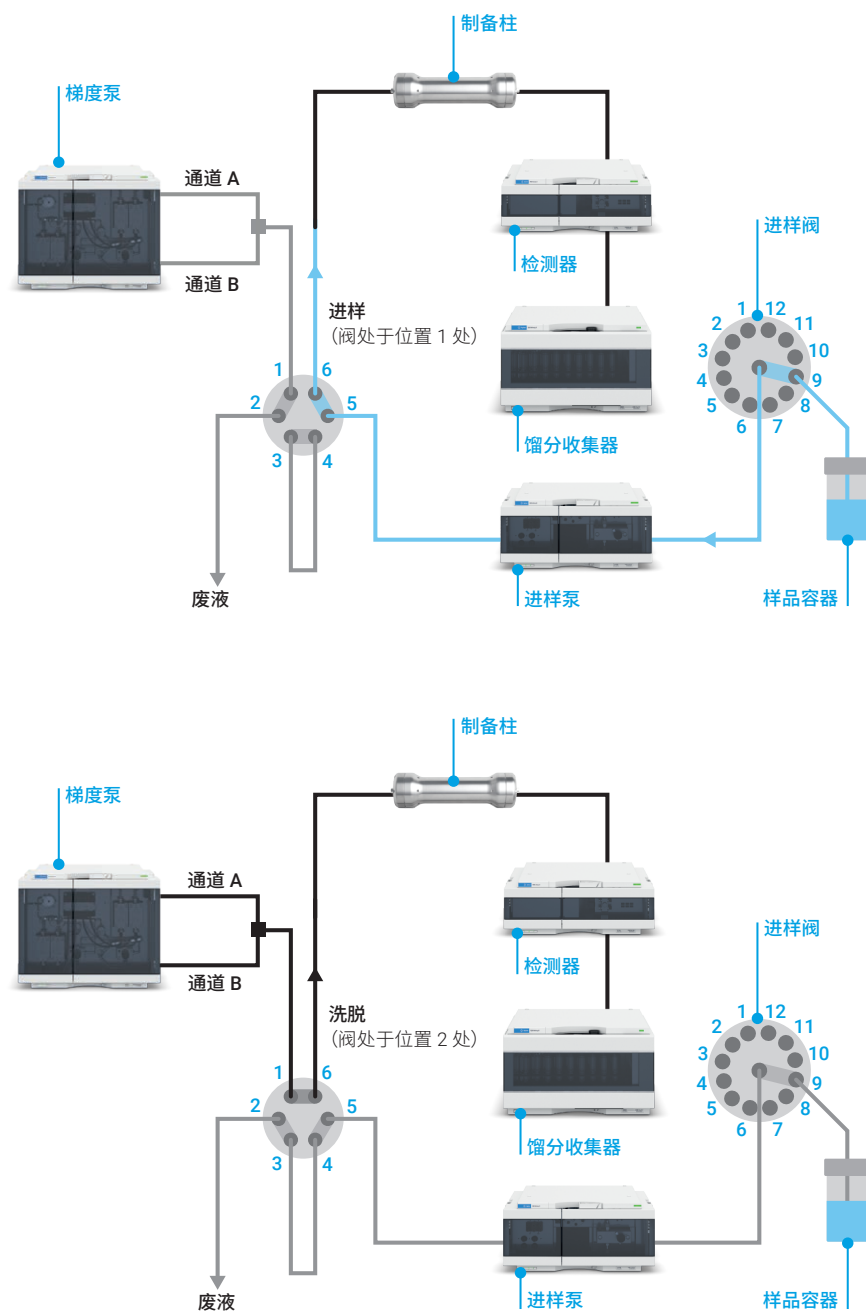 制备柱
梯度泵
通道 A
通道 B
检测器
进样阀
进样
(阀处于位置 1 处)
1
12
2
11
3
10
4
9
5
8
6
7
1
6
2
5
3
4
馏分收集器
废液
进样泵
样品容器
制备柱
梯度泵
通道 A
通道 B
检测器
进样阀
洗脱
(阀处于位置 2 处)
1
12
2
11
3
10
4
9
5
8
6
7
1
6
2
5
3
4
馏分收集器
废液
进样泵
样品容器